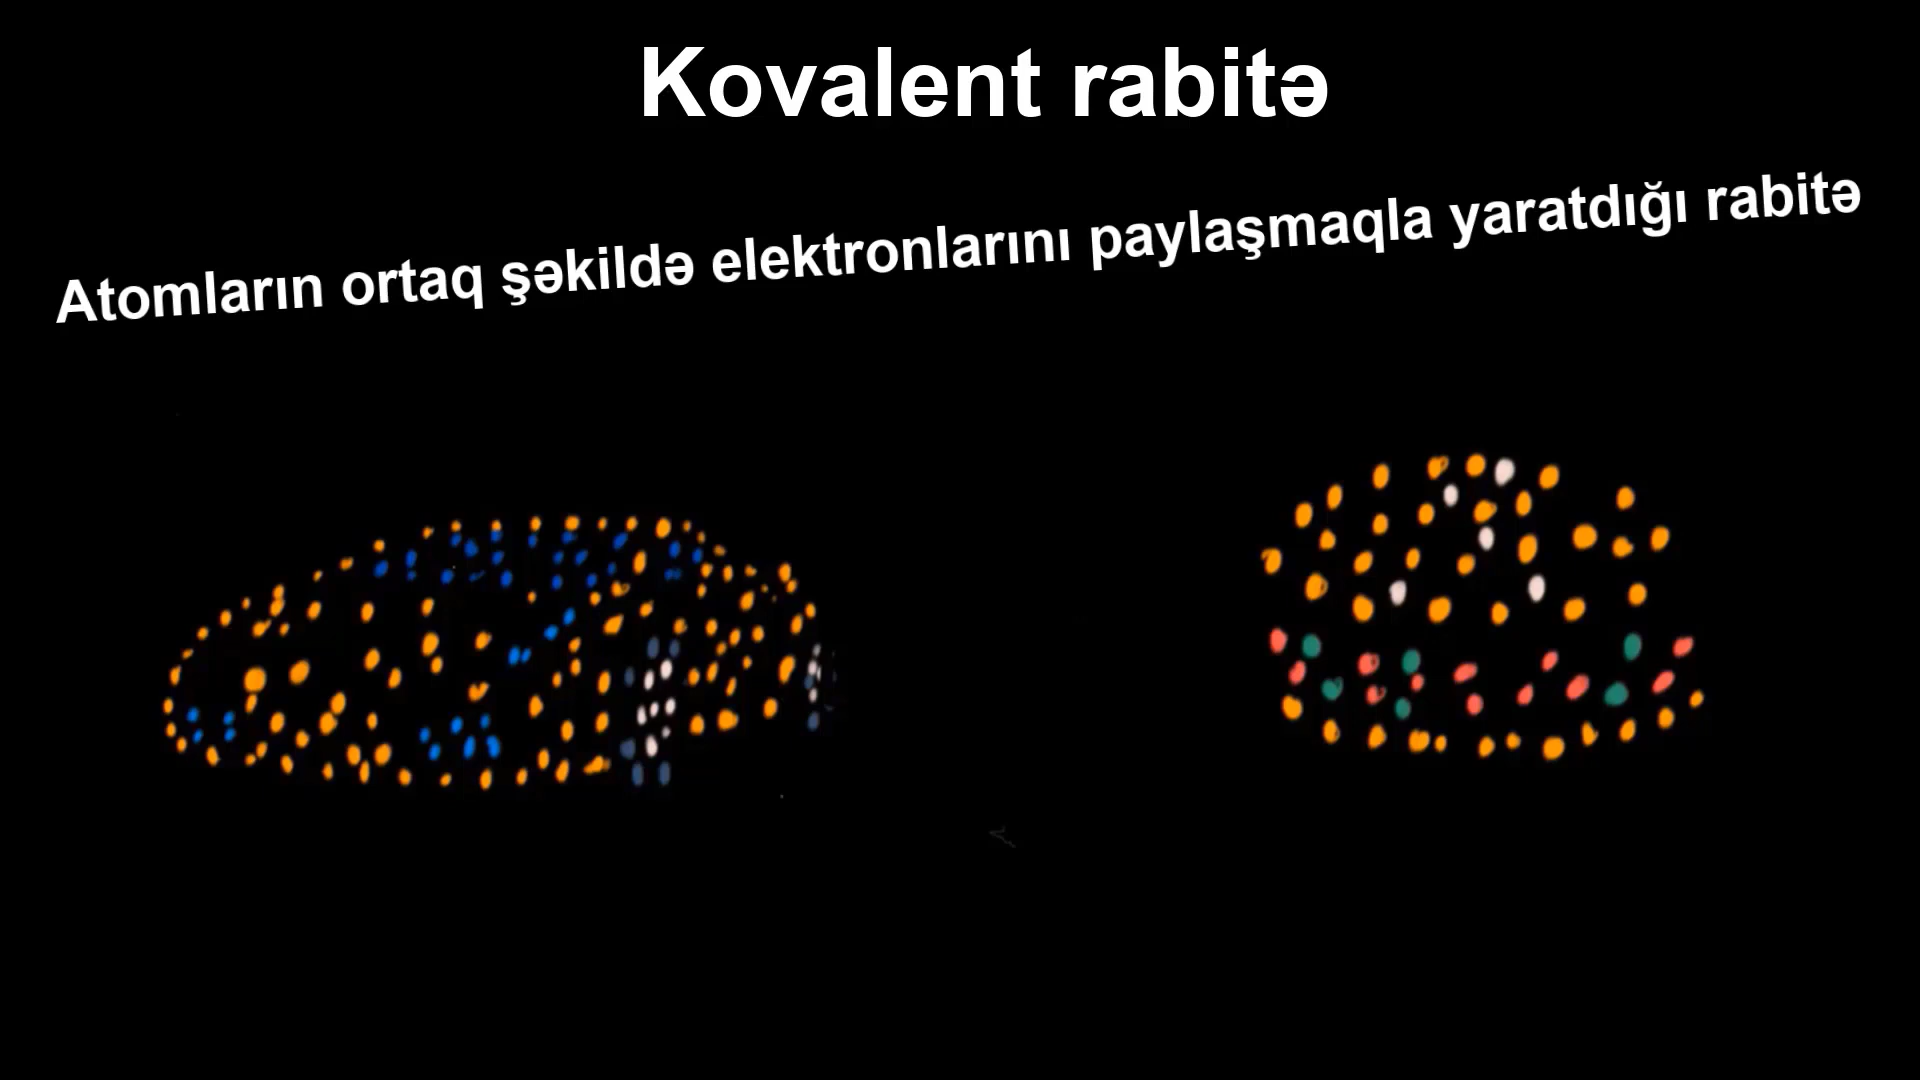 Kovalent rabitə
Atomların ortaq şəkildə elektronlarını paylaşmaqla yaratdığı rabitə